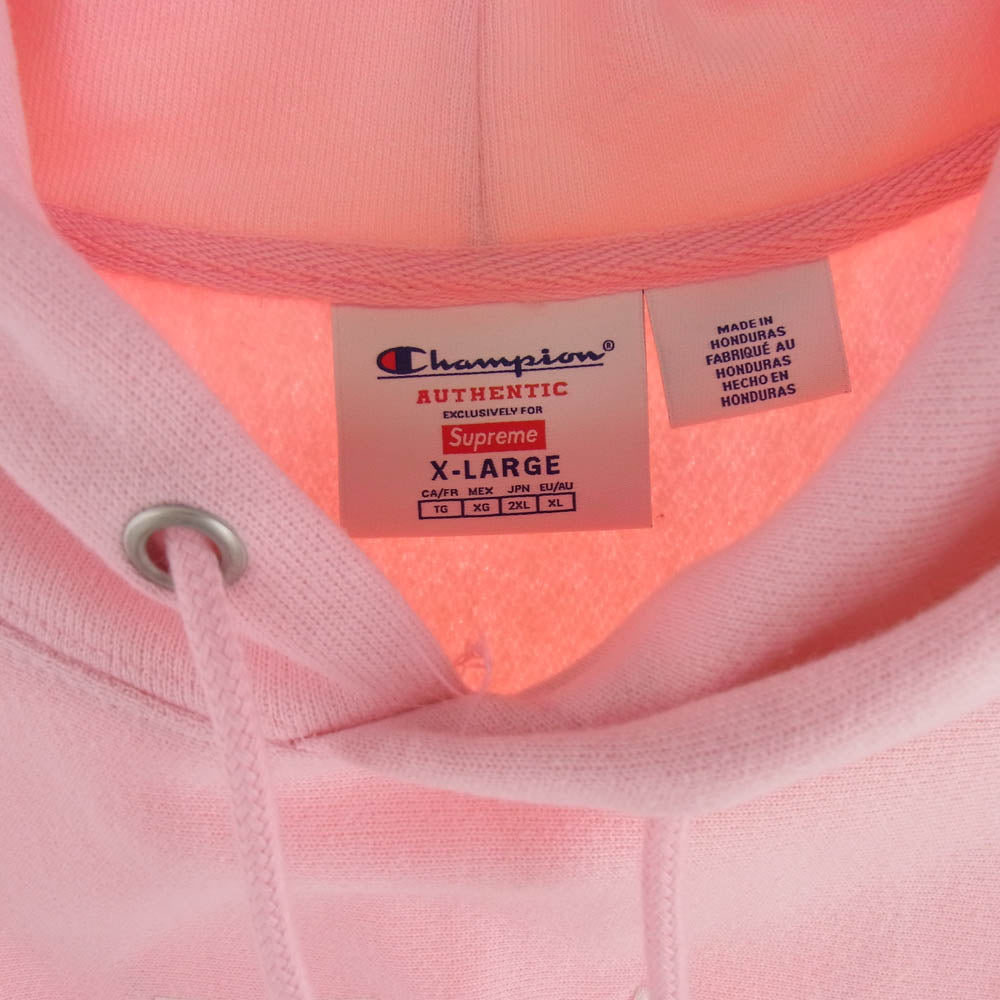 Champion®
AUTHENTIC
EXCLUSIVELY FOR
Supreme
X-LARGE
CA/FR MEX JPN EU/AU
TG XG 2XL XL
MADE IN
HONDURAS
FABRIQUÉ AU
HONDURAS
HECHO EN
HONDURAS